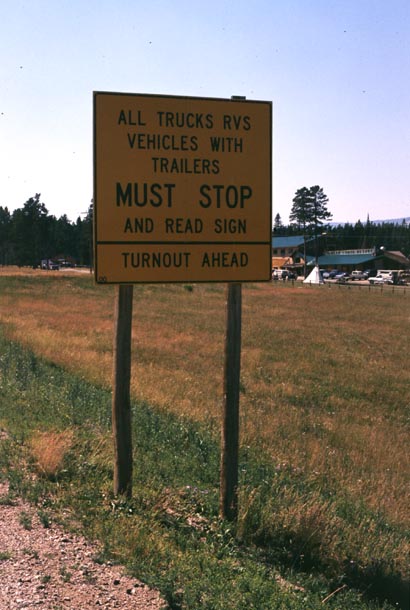 ALL TRUCKS RVS
VEHICLES WITH
TRAILERS
MUST STOP
AND READ SIGN
TURNOUT AHEAD